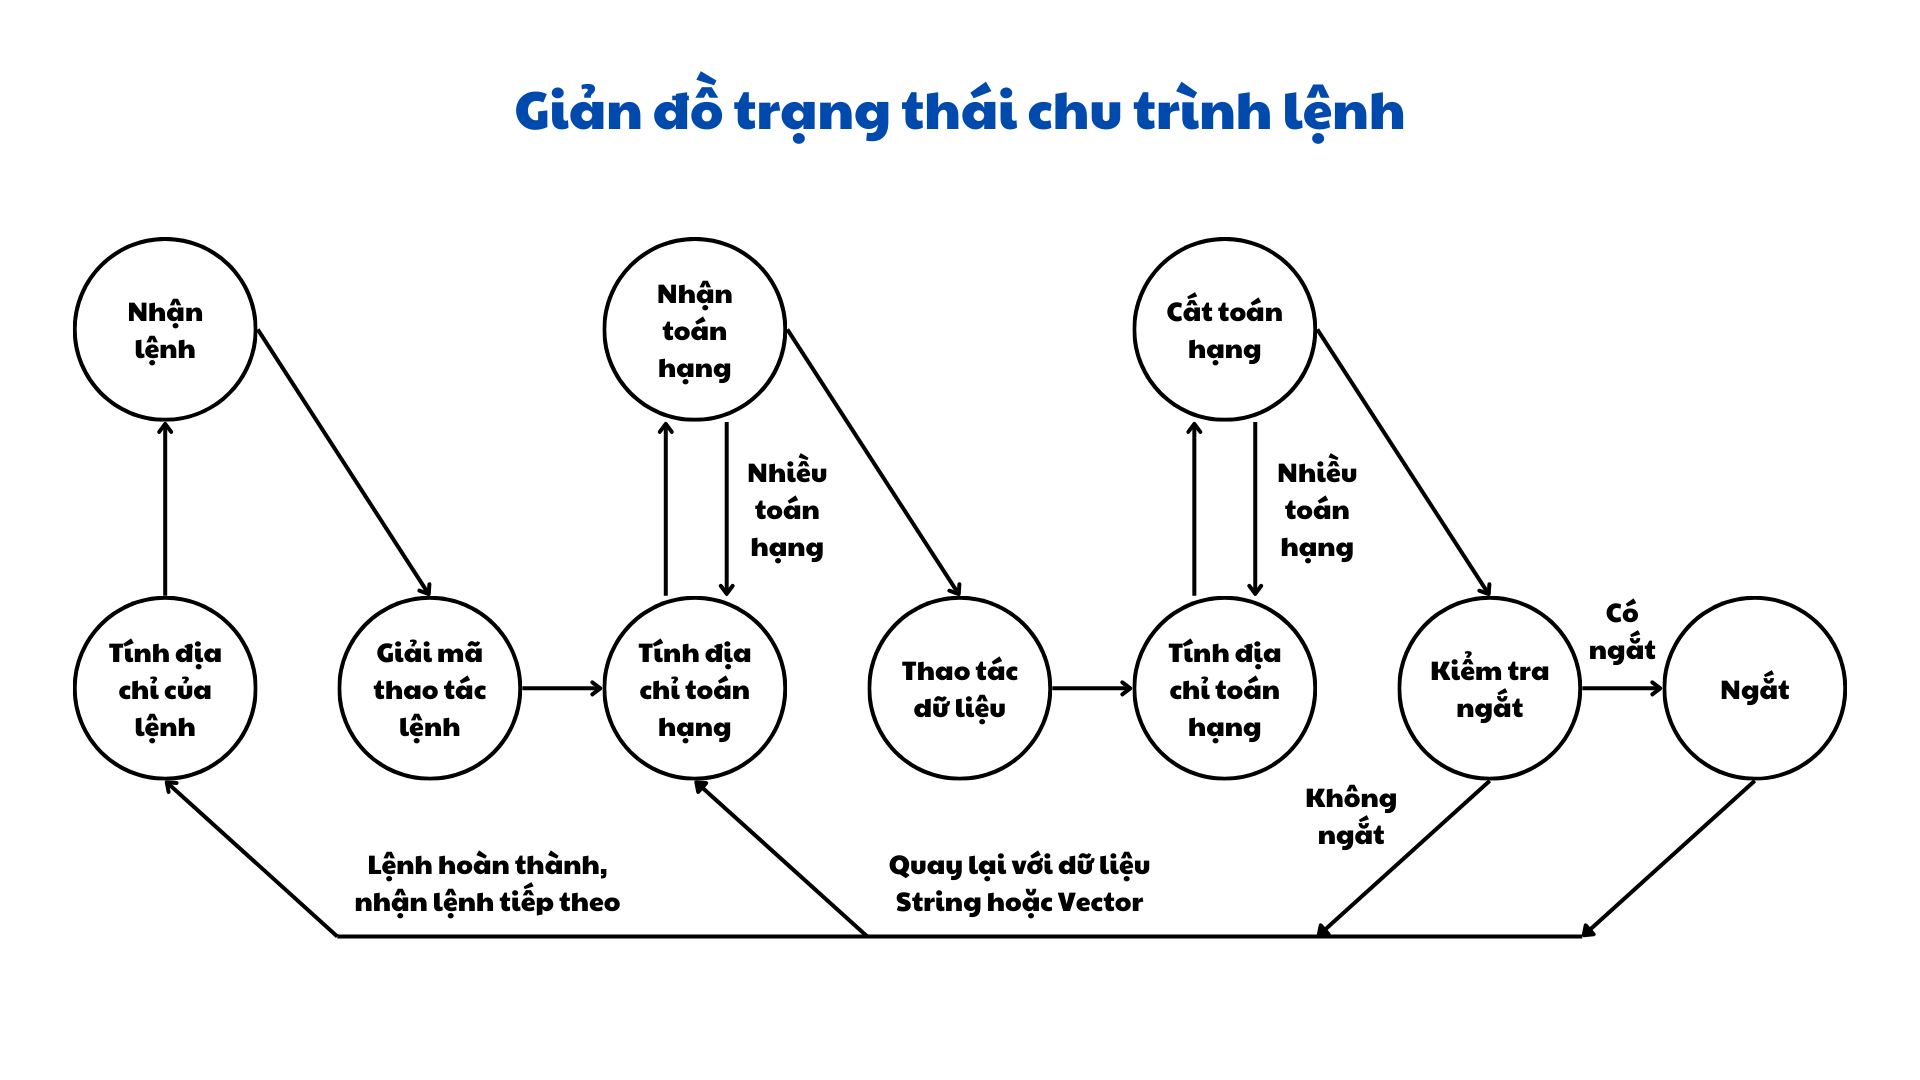 Giản đồ trạng thái chu trình lệnh
Nhận
lệnh
Nhận
toán
hạng
Cất toán
hạng
Nhiều
toán
hạng
Nhiều
toán
hạng
Có
ngắt
Tính địa
chỉ của
lệnh
Giải mã
thao tác
lệnh
Tính địa
chỉ toán
hạng
Thao tác
dữ liệu
Tính địa
chỉ toán
hạng
Kiểm tra
ngắt
Ngắt
Không
ngắt
Lệnh hoàn thành,
nhận lệnh tiếp theo
Quay lại với dữ liệu
String hoặc Vector